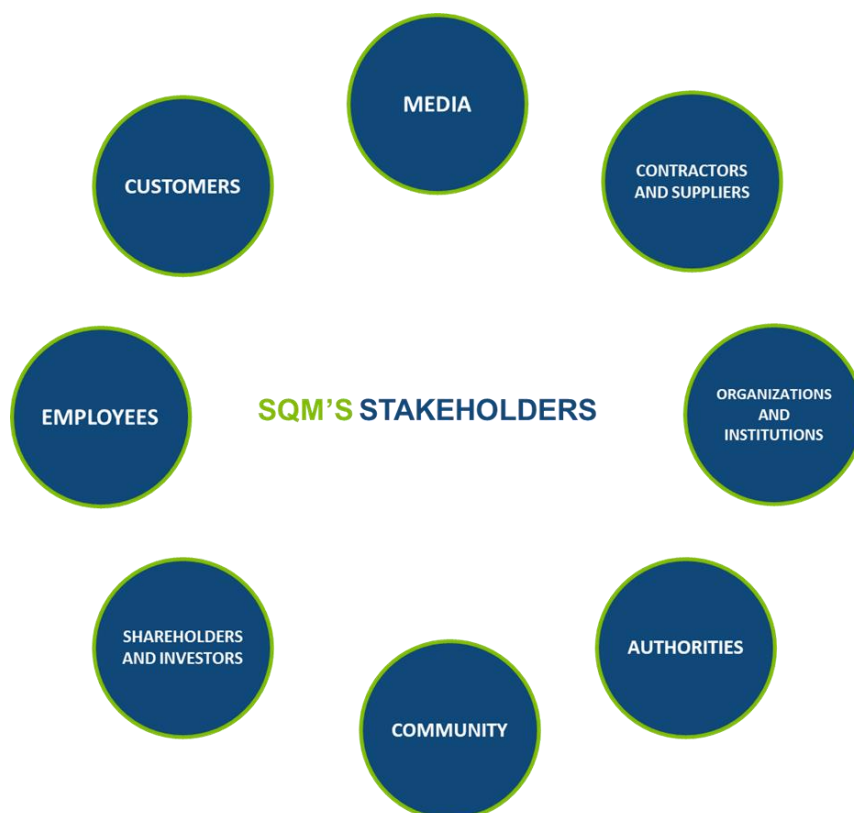 MEDIA
CONTRACTORS
AND SUPPLIERS
CUSTOMERS
ORGANIZATIONS
AND
INSTITUTIONS
SQM'S STAKEHOLDERS
EMPLOYEES
SHAREHOLDERS
AND INVESTORS
AUTHORITIES
COMMUNITY